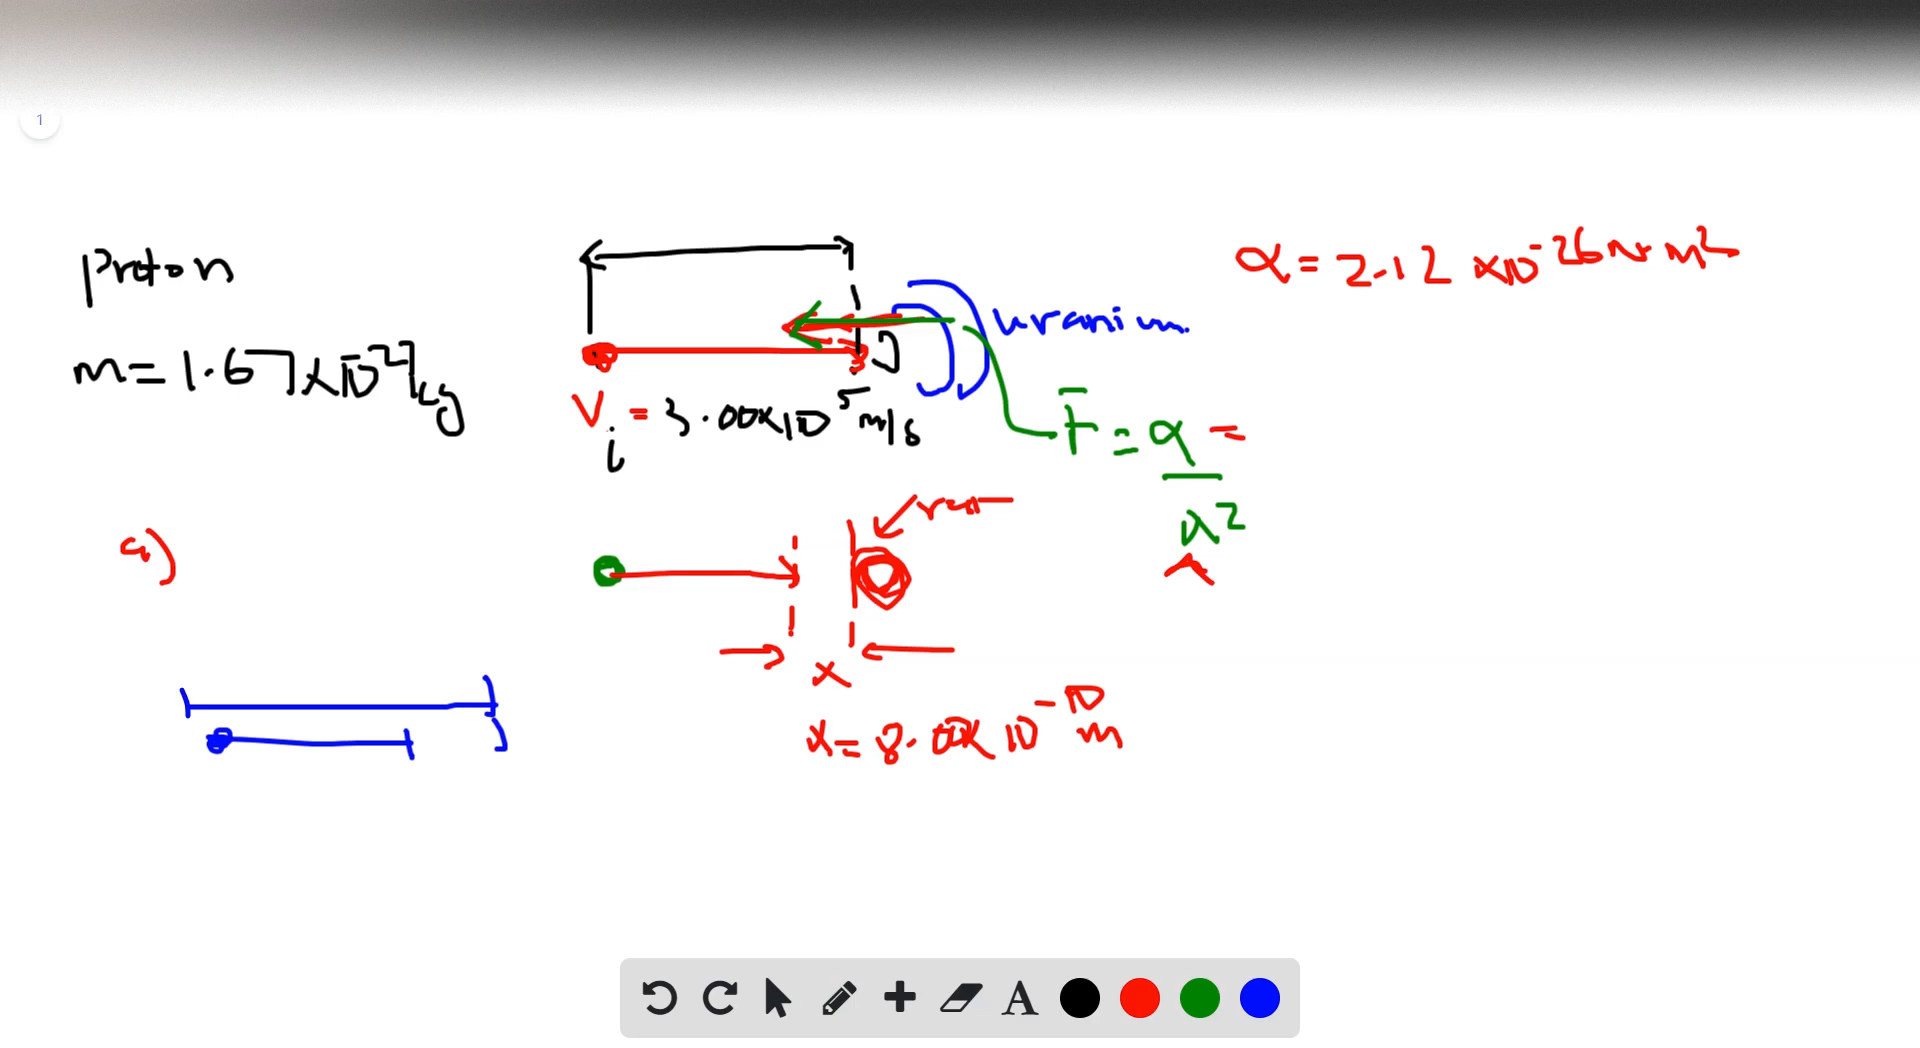 1
proton
m = 1.67 x 10^-27 kg
α = 2.12 x 10^-26 N · m^2
uranium
V_i = 3.00 x 10^5 m/s
F = α =
x^2
a)
x
x = 8.00 x 10^-10 m
A